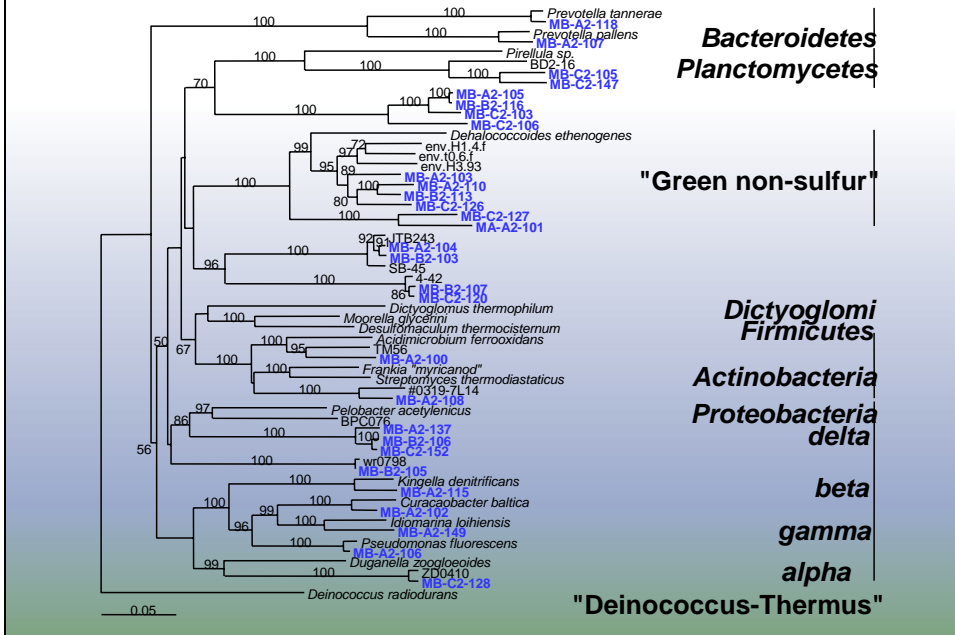 100
100
Prevotella tannerae
MB-A2-118
100
Prevotella pallens
MB-A2-107
Bacteroidetes
100
Pirellula sp.
BD2-16
100
100
MB-C2-105
MB-C2-147
Planctomycetes
70
100
100
100
MB-A2-105
MB-B2-116
MB-C2-103
MB-C2-106
100
99
Dehalococcoides ethenogenes
95
97
72
env.H1.4.f
env.t0.6.f
env.H3.93
89
MB-A2-103
80
100
MB-A2-110
MB-B2-113
MB-C2-126
100
MB-C2-127
MA-A2-101
"Green non-sulfur"
96
100
92
JTB243
91
MB-A2-104
MB-B2-103
SB-45
100
4-42
86
MB-B2-107
MB-C2-120
50
67
Dictyoglomus thermophilum
Dictyoglomi
100
Moorella glycerini
Desulfomaculum thermocisternum
Firmicutes
100
100
Acidimicrobium ferrooxidans
95
TM56
MB-A2-100
100
Frankia "myricanod"
Streptomyces thermodiastaticus
100
#0319-7L14
MB-A2-108
Actinobacteria
56
86
97
Pelobacter acetylenicus
BPC076
100
MB-A2-137
100
MB-B2-106
MB-C2-152
Proteobacteria
delta
100
wr0798
MB-B2-105
100
100
Kingella denitrificans
MB-A2-115
beta
96
99
100
Curacaobacter baltica
MB-A2-102
100
Idiomarina loihiensis
MB-A2-149
100
Pseudomonas fluorescens
MB-A2-106
gamma
99
Duganella zoogloeoides
100
ZD0410
MB-C2-128
alpha
Deinococcus radiodurans
"Deinococcus-Thermus"
0.05